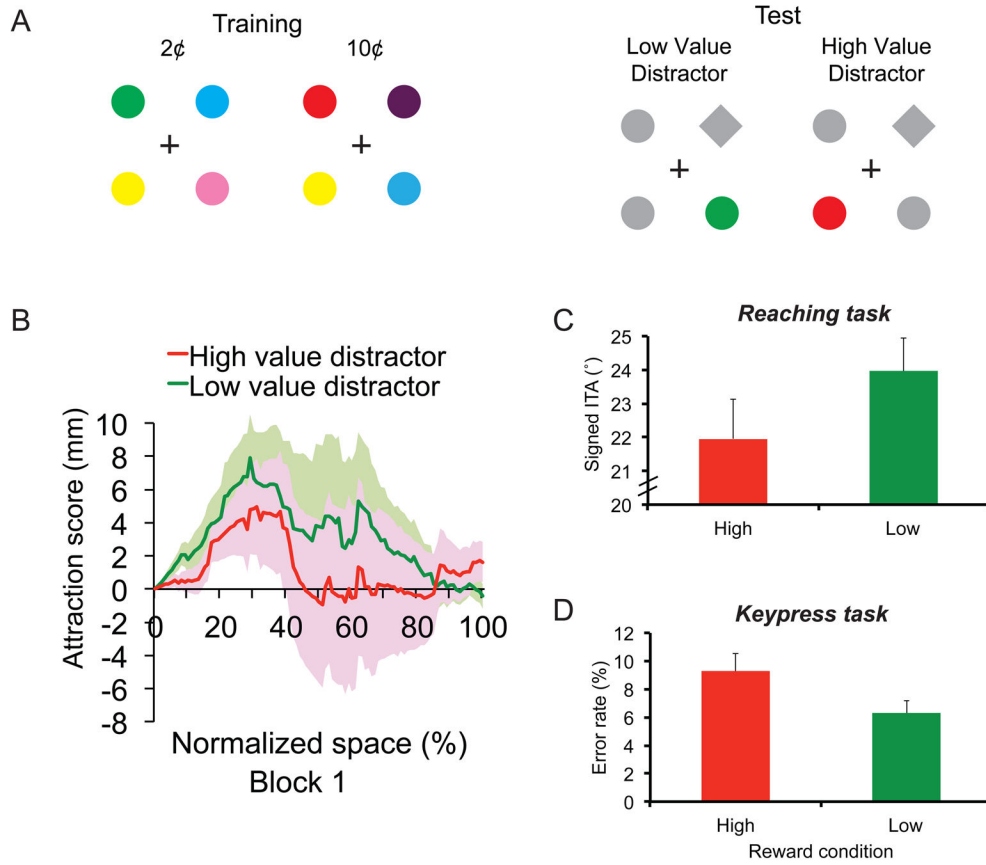 A
Training
2¢
10¢
+
+
Test
Low Value
Distractor
High Value
Distractor
+
+
B
High value distractor
Low value distractor
Attraction score (mm)
10
8
6
4
2
0
-2
-4
-6
-8
0
20
40
60
80
100
Normalized space (%)
Block 1
C
Reaching task
Signed ITA (°)
25
24
23
22
21
20
High
Low
D
Keypress task
Error rate (%)
12
10
8
6
4
2
0
High
Low
Reward condition